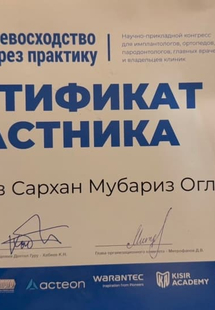 евосходство
рез практику
Научно-прикладной конгресс
для имплантологов, ортопедов,
пародонтологов, главных врачей
и владельцев клиник
ТИФИКАТ
АСТНИКА
в Сархан Мубариз Огл
acteon
WARANTEC
KISIR
ACADEMY